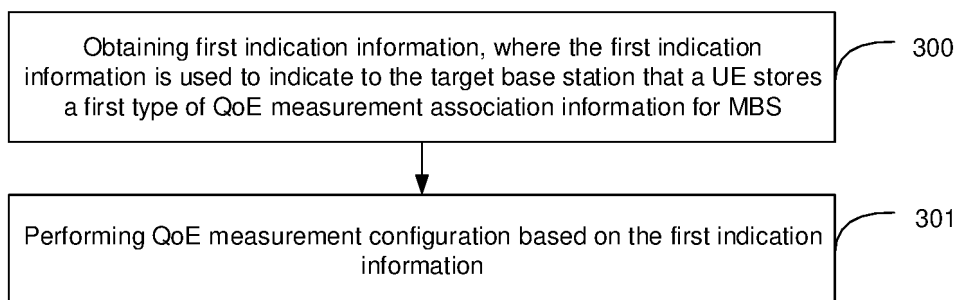 Obtaining first indication information, where the first indication
information is used to indicate to the target base station that a UE stores
a first type of QoE measurement association information for MBS
300
Performing QoE measurement configuration based on the first indication
information
301